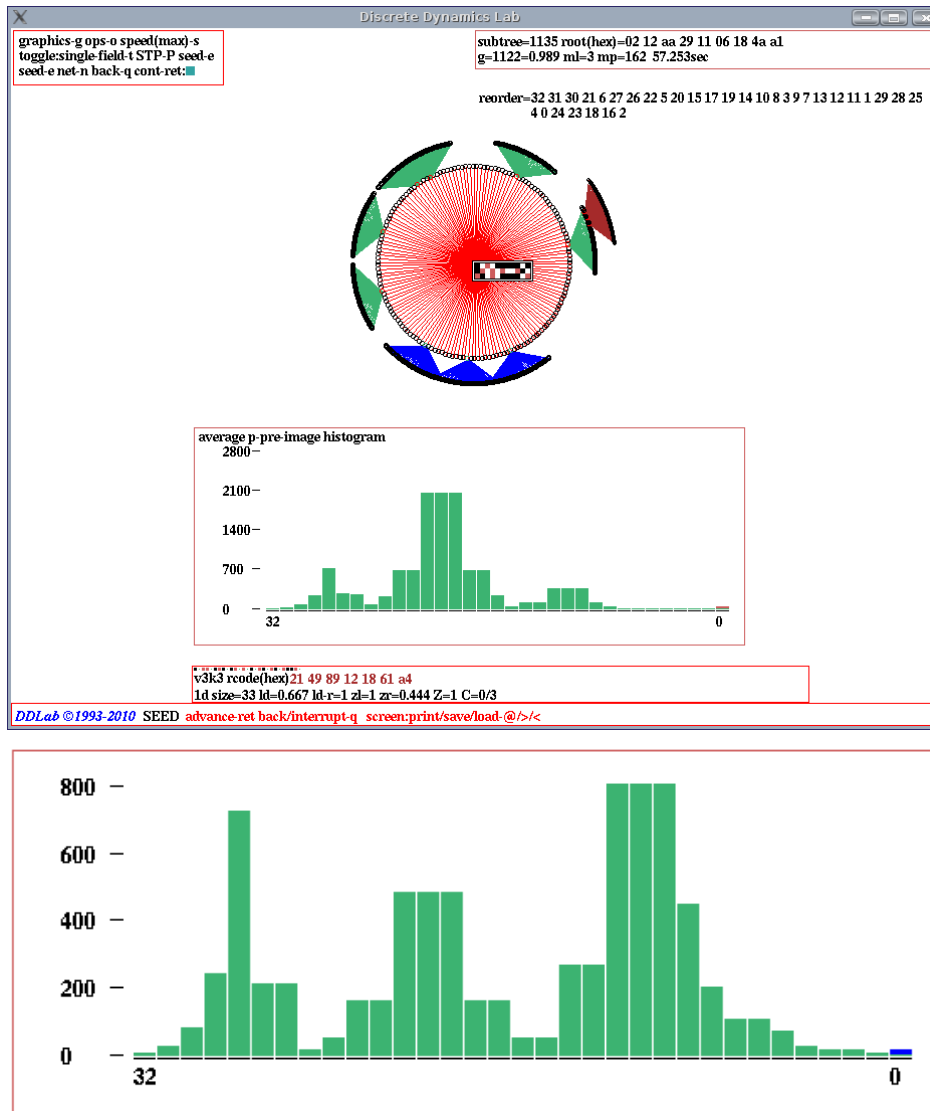 Discrete Dynamics Lab
graphics-g ops-o speed(max)-s
toggle:single-field-t STP-P seed-e
seed-e net-n back-q cont-ret:
subtree=1135 root(hex)=02 12 aa 29 11 06 18 4a a1
g=1122=0.989 ml=3 mp=162 57.253sec
reorder=32 31 30 21 6 27 26 22 5 20 15 17 19 14 10 8 3 9 7 13 12 11 1 29 28 25
4 0 24 23 18 16 2
average p-pre-image histogram
2800
2100
1400
700
0
32 0
v3k3 rcode(hex)21 49 89 12 18 61 a4
1d size=33 ld=0.667 ld-r=1 zl=1 zr=0.444 Z=1 C=0/3
DDLab ©1993-2010 SEED advance-ret back/interrupt-q screen:print/save/load-@/>/<
800
600
400
200
0
32 0